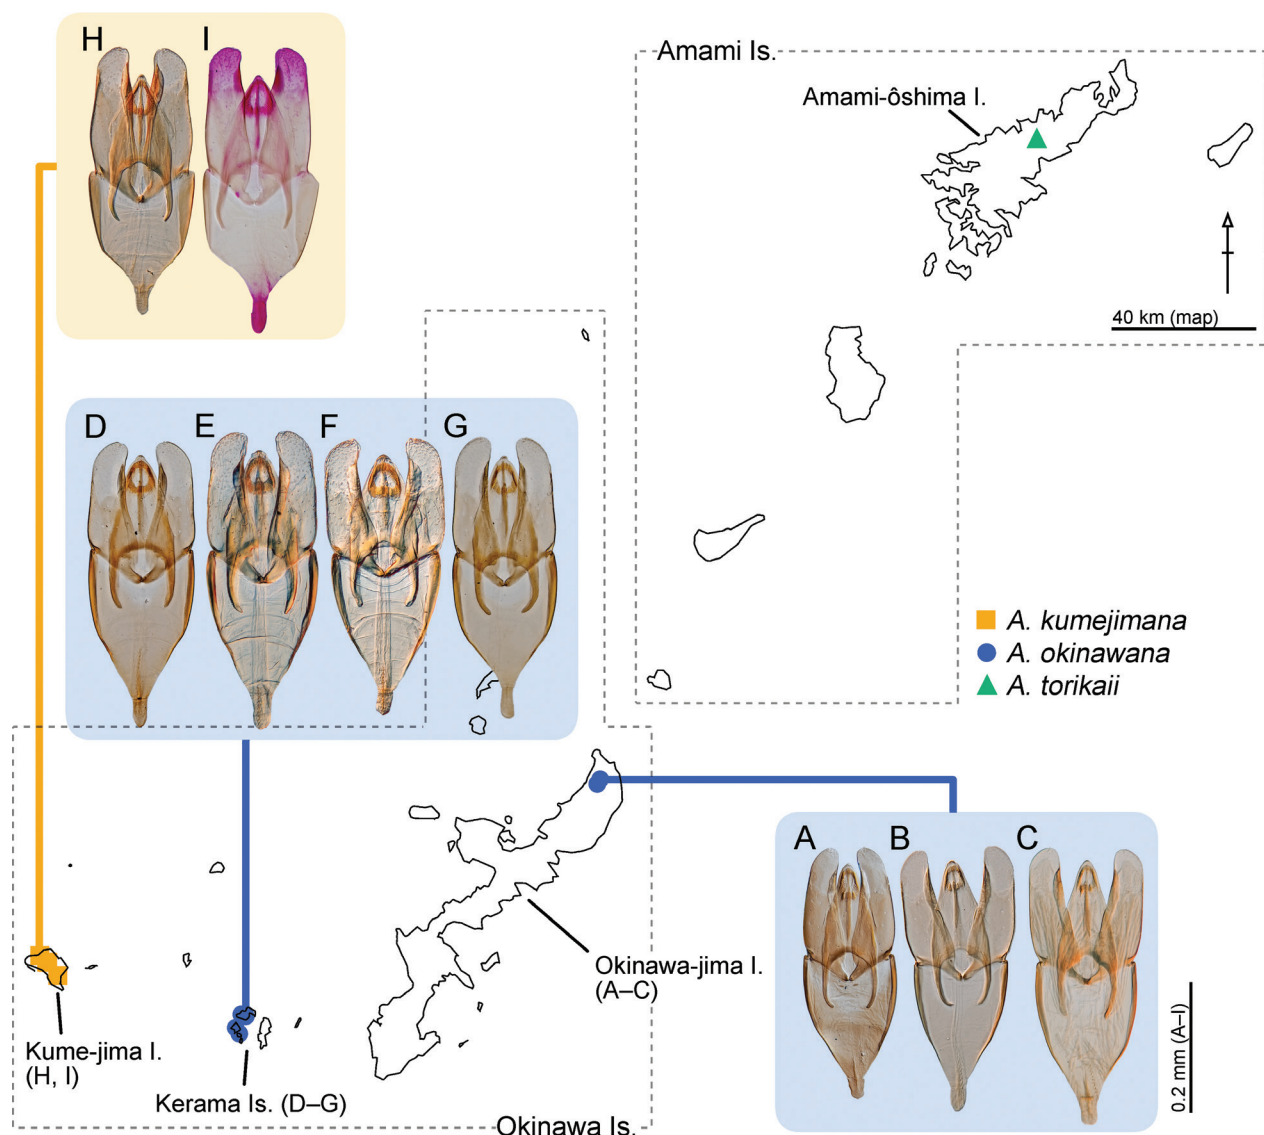 H I
Amami Is.
Amami-ôshima I.
40 km (map)
D E F G
A. kumejimana
A. okinawana
A. torikaii
A B C
Okinawa-jima I.
(A–C)
Kume-jima I.
(H, I)
Kerama Is. (D–G)
Okinawa Is.
0.2 mm (A–I)